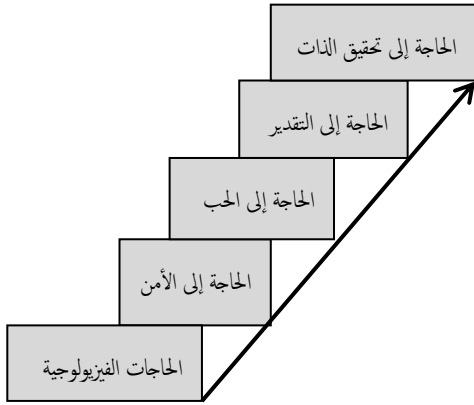 الحاجة إلى تحقيق الذات
الحاجة إلى التقدير
الحاجة إلى الحب
الحاجة إلى الأمن
الحاجات الفيزيولوجية